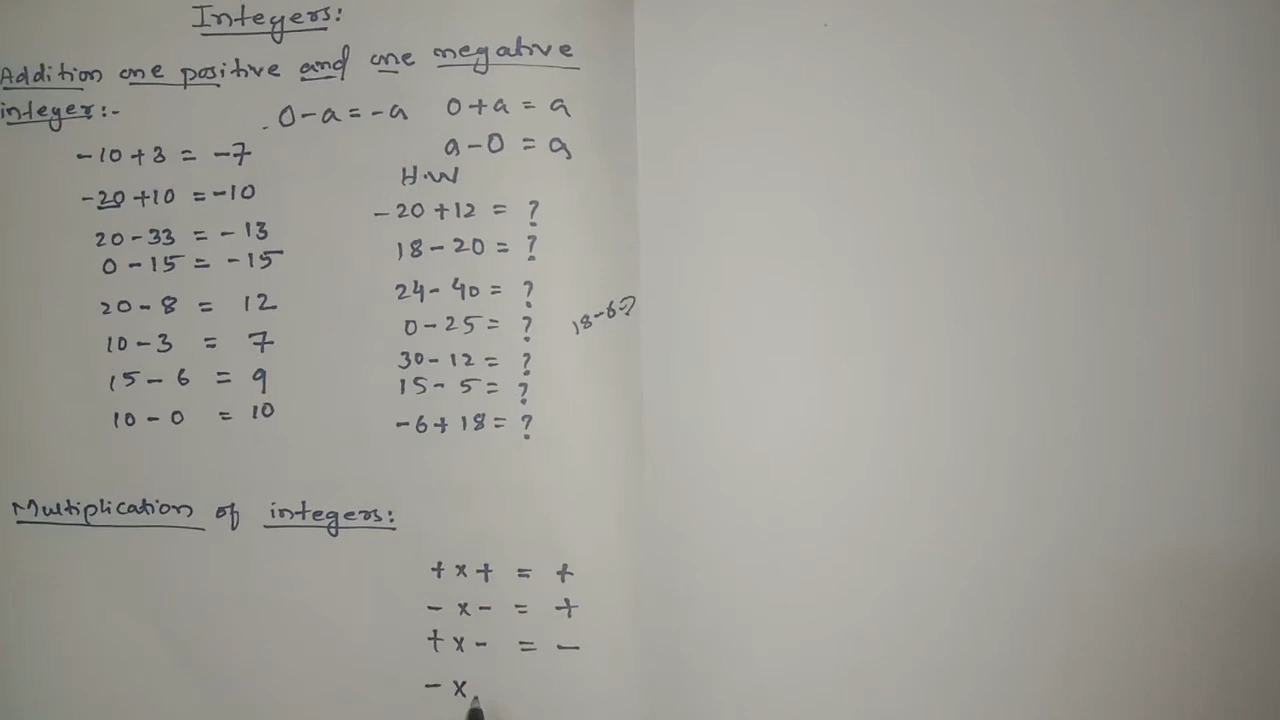 Integers:
Addition one positive and one negative
integer:-
0 - a = -a
0 + a = a
a - 0 = a
-10 + 3 = -7
-20 + 10 = -10
20 - 33 = -13
0 - 15 = -15
20 - 8 = 12
10 - 3 = 7
15 - 6 = 9
10 - 0 = 10
H.W
-20 + 12 = ?
18 - 20 = ?
24 - 40 = ?
0 - 25 = ?
30 - 12 = ?
15 - 5 = ?
-6 + 18 = ?
18 - 6 = ?
Multiplication of integers:
+ x + = +
- x - = +
+ x - = -
- x